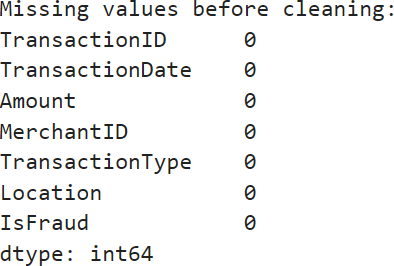 Missing values before cleaning:
TransactionID      0
TransactionDate    0
Amount             0
MerchantID         0
TransactionType    0
Location           0
IsFraud            0
dtype: int64